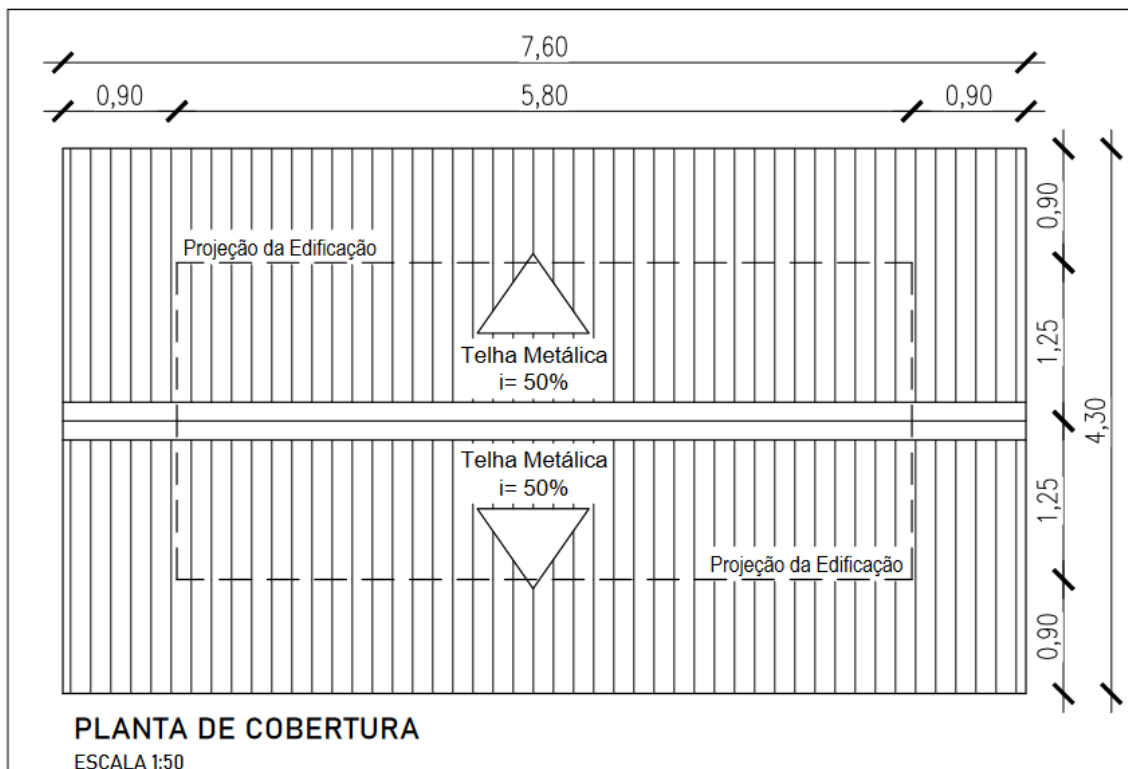 7,60
0,90
5,80
0,90
0,90
Projeção da Edificação
1,25
Telha Metálica
i= 50%
4,30
Telha Metálica
i= 50%
1,25
Projeção da Edificação
0,90
PLANTA DE COBERTURA
ESCALA 1:50